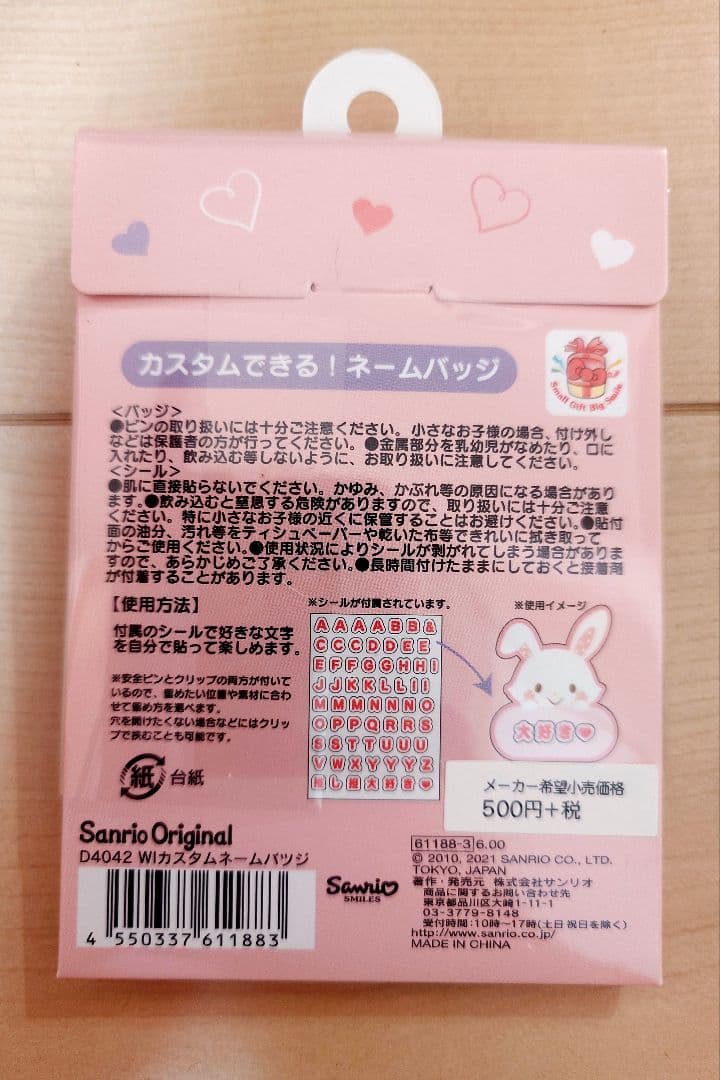 カスタムできる！ネームバッジ
Small Gift Big Smile
<バッジ>
●ピンの取り扱いには十分ご注意ください。小さなお子様の場合、付け外し
などは保護者の方が行ってください。●金属部分を乳幼児がなめたり、口に
入れたり、飲み込む等しないように、お取り扱いに注意してください。
<シール>
●肌に直接貼らないでください。かゆみ、かぶれ等の原因になる場合があり
ます。●飲み込むと窒息する危険がありますので、取り扱いには十分ご注意
ください。特に小さなお子様の近くに保管することはお避けください。●貼付
面の油分、汚れ等をティシュペーパーや乾いた布等できれいに拭き取って
からご使用ください。●使用状況によりシールが剥がれてしまう場合がありま
すので、あらかじめご了承ください。●長時間付けたままにしておくと接着剤
が付着することがあります。
【使用方法】
付属のシールで好きな文字
を自分で貼って楽しめます。
※安全ピンとクリップの両方が付いて
いるので、留めたい位置や素材に合わ
せて留め方を選べます。
穴を開けたくない場合などにはクリッ
プで挟むことも可能です。
紙 台紙
※シールが付属されています。
AAAABB&
CCCDDEE
EFFGGHHI
JJKKLLII
MMMNNNO
OPPQRRS
SSTTUUU
VWXYYYZ
推し推大好き♥
※使用イメージ
大好き♥
メーカー希望小売価格
500円+税
Sanrio Original
D4042 WIカスタムネームバツジ
4 550337 611883
Sanrio
SMILES
61188-3 6.00
© 2010, 2021 SANRIO CO., LTD.
TOKYO, JAPAN
著作・発売元 株式会社サンリオ
商品に関するお問い合わせ先
東京都品川区大崎1-11-1
03-3779-8148
受付時間:10時〜17時(土日祝日を除く)
http://www.sanrio.co.jp/
MADE IN CHINA